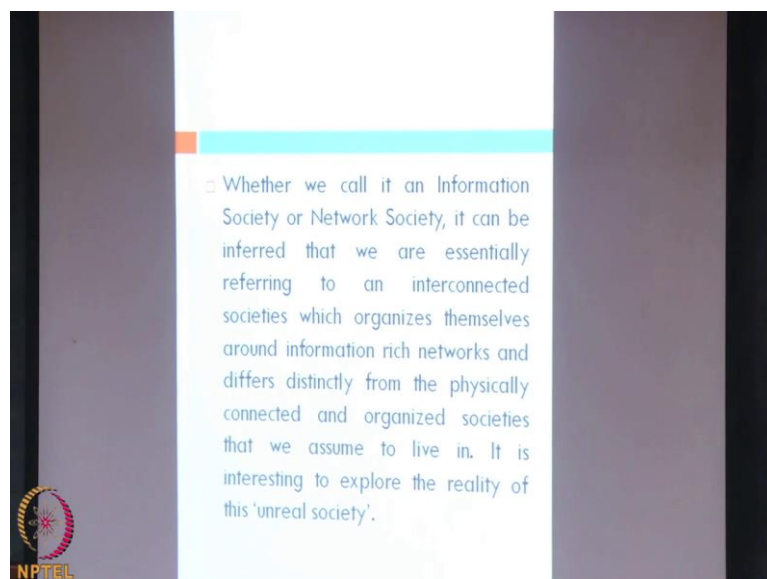 Whether we call it an Information
Society or Network Society, it can be
inferred that we are essentially
referring to an interconnected
societies which organizes themselves
around information rich networks and
differs distinctly from the physically
connected and organized societies
that we assume to live in. It is
interesting to explore the reality of
this 'unreal society'.
NPTEL